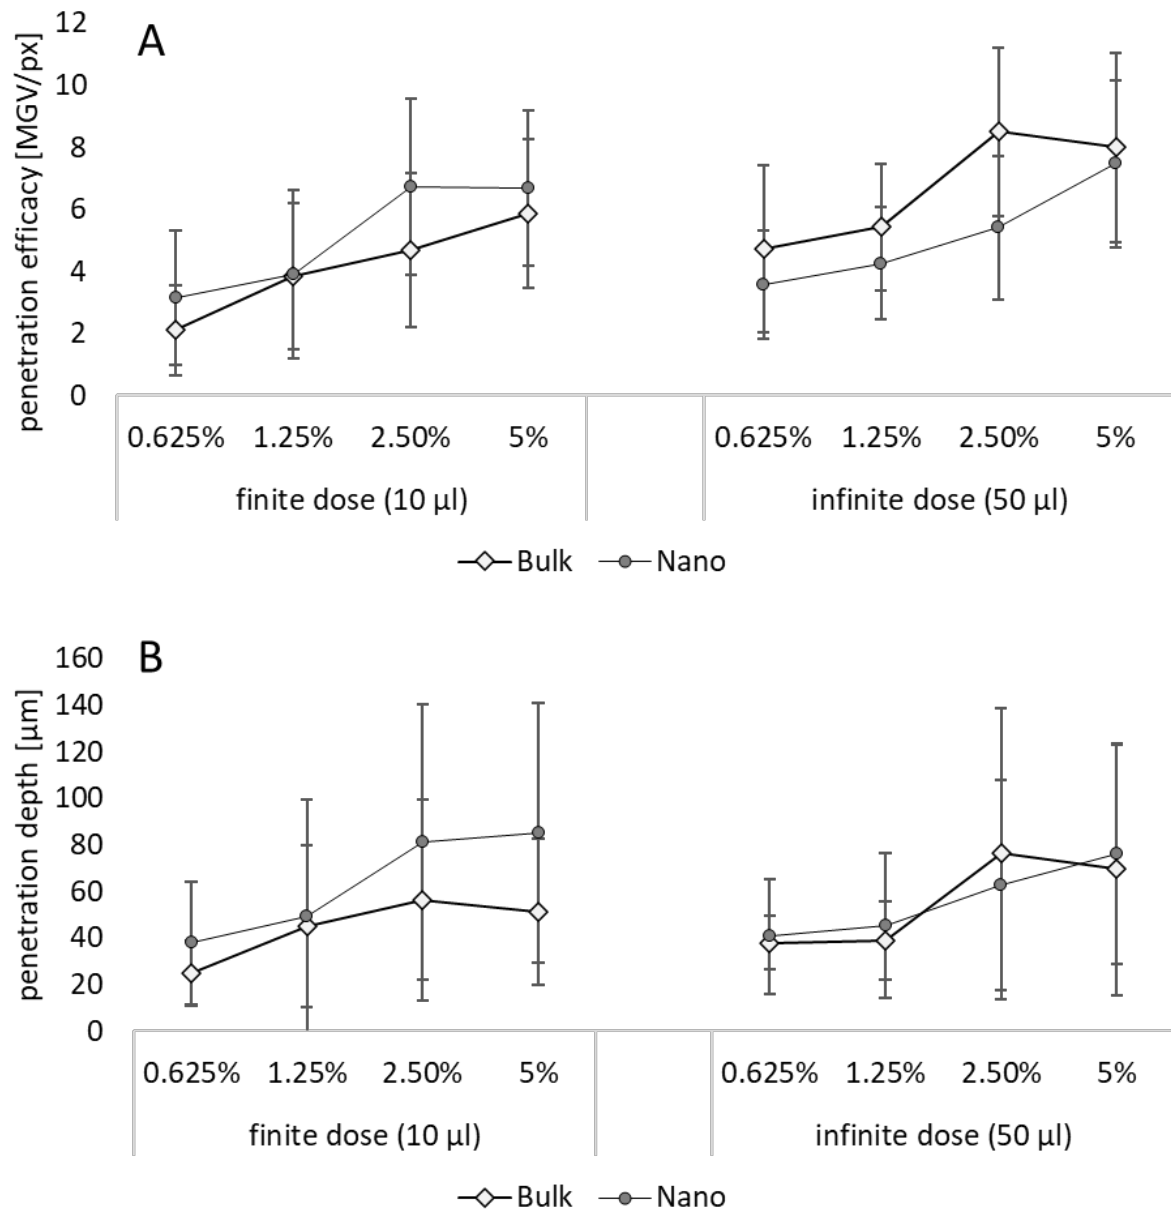 A
penetration efficacy [MGV/px]
12
10
8
6
4
2
0
0.625% 1.25% 2.50% 5% 0.625% 1.25% 2.50% 5%
finite dose (10 µl) infinite dose (50 µl)
Bulk Nano
B
penetration depth [µm]
160
140
120
100
80
60
40
20
0
0.625% 1.25% 2.50% 5% 0.625% 1.25% 2.50% 5%
finite dose (10 µl) infinite dose (50 µl)
Bulk Nano